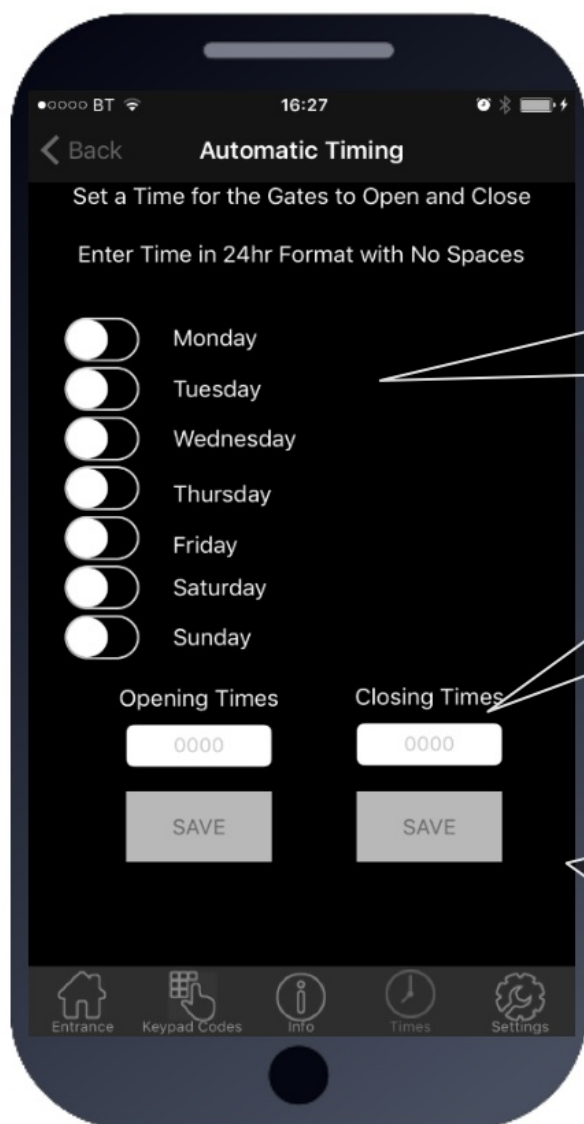 BT 16:27
Back Automatic Timing
Set a Time for the Gates to Open and Close
Enter Time in 24hr Format with No Spaces
Monday
Tuesday
Wednesday
Thursday
Friday
Saturday
Sunday
Opening Times Closing Times
0000 0000
SAVE SAVE
Entrance Keypad Codes Info Times Settings